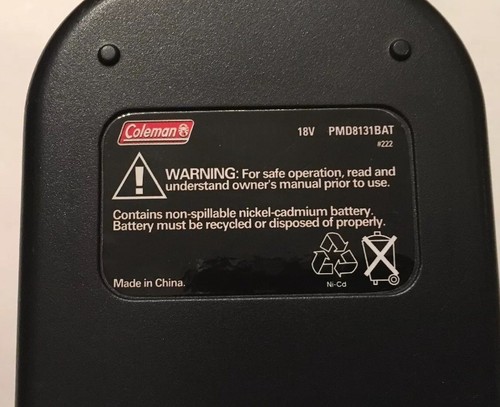 Coleman
18V PMD8131BAT
#222
WARNING: For safe operation, read and
understand owner's manual prior to use.
Contains non-spillable nickel-cadmium battery.
Battery must be recycled or disposed of properly.
Made in China.
Ni-Cd